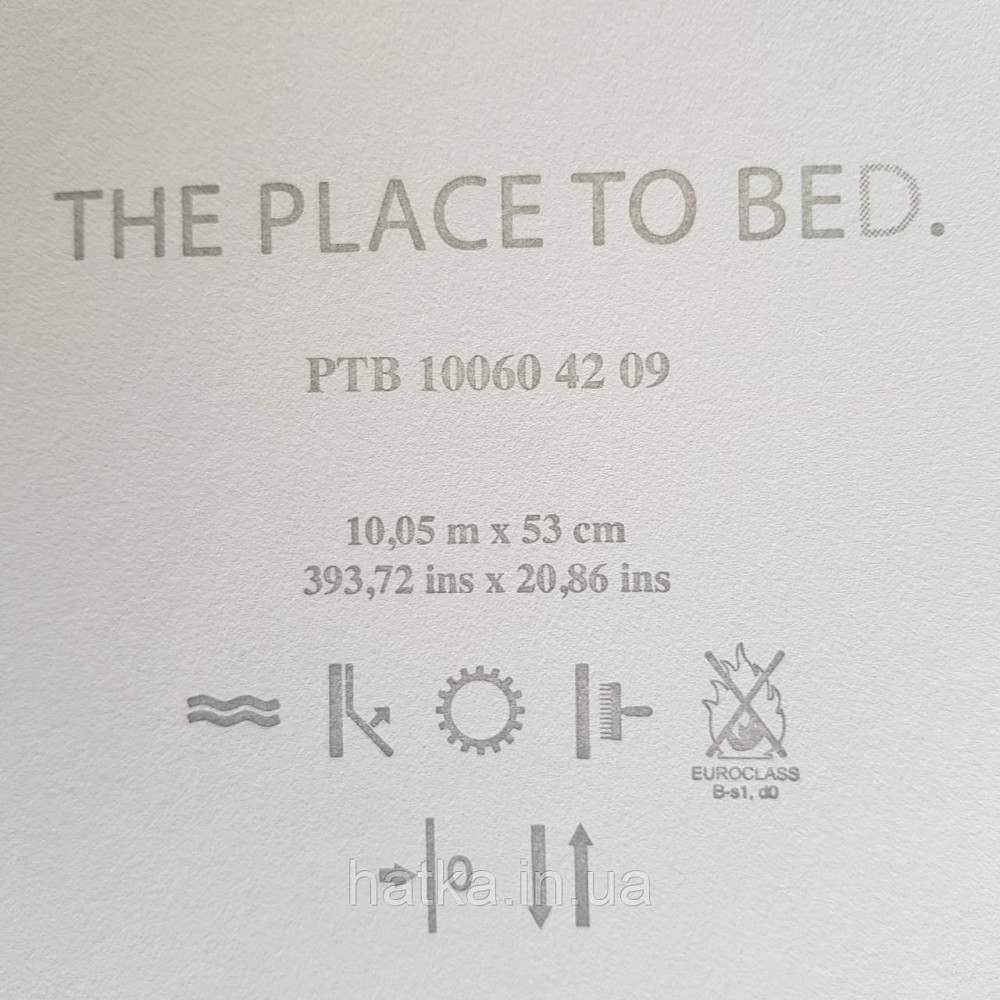 THE PLACE TO BED.
PTB 10060 42 09
10,05 m x 53 cm
393,72 ins x 20,86 ins
EUROCLASS
B-s1, d0
0
hatka.in.ua